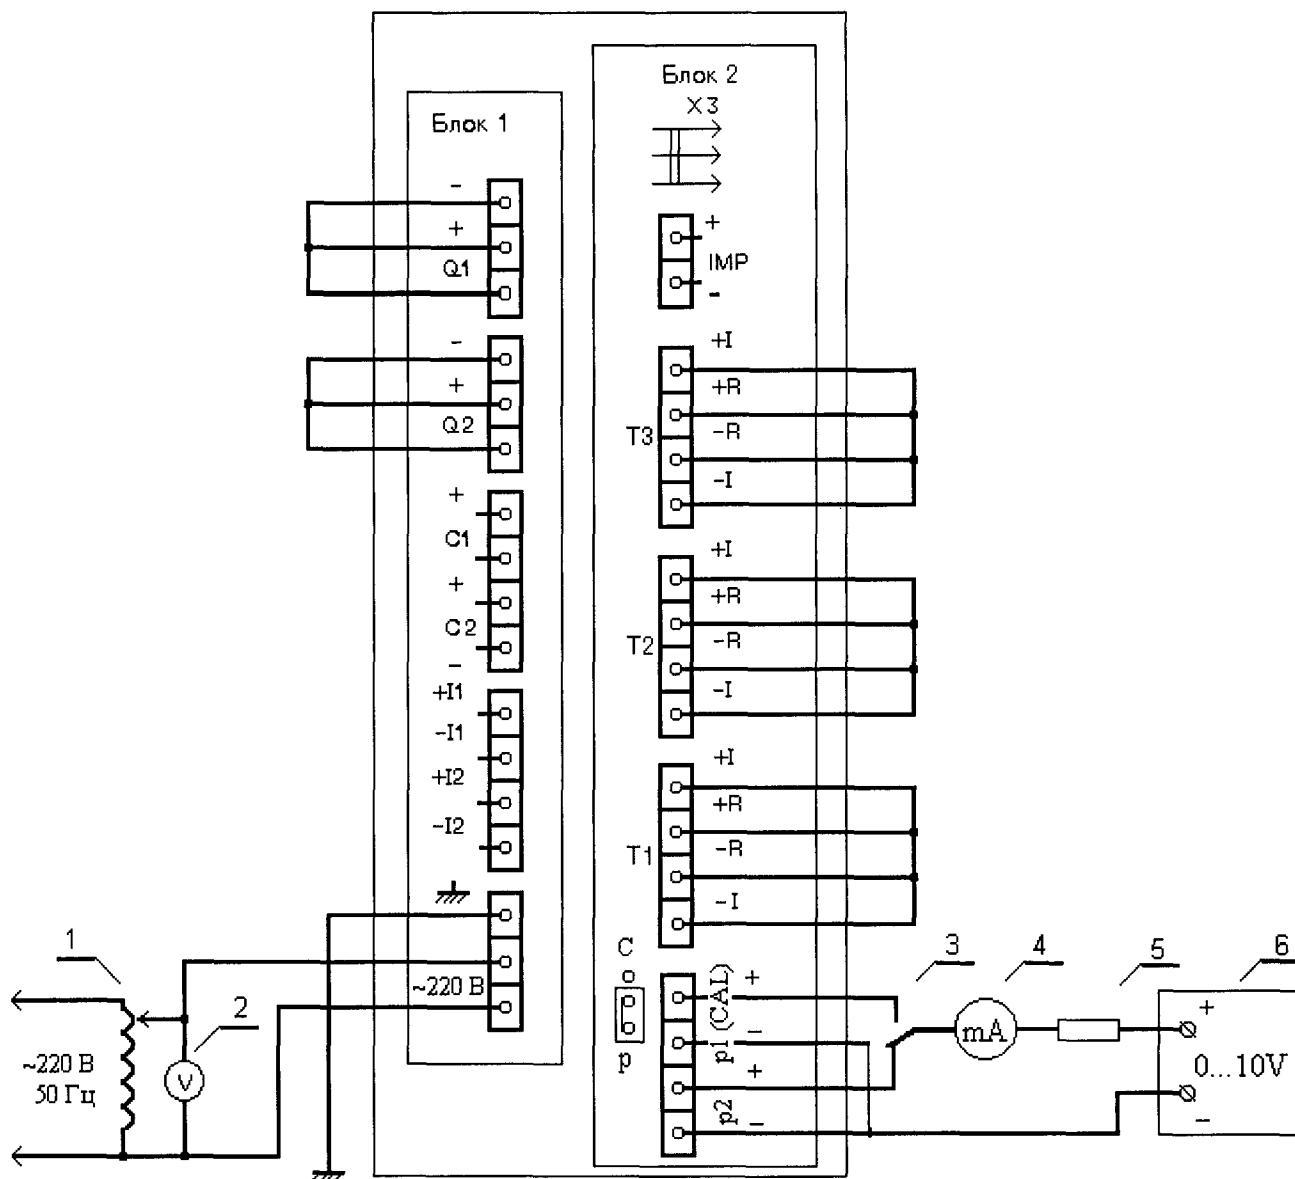 Блок 2
X3
Блок 1
-
+
Q1
+
IMP
-
-
+
Q2
+I
+R
T3
-R
-I
+
C1
+
C2
-
+I
+R
T2
-R
-I
+I1
-I1
+I2
-I2
+I
+R
T1
-R
-I
~220 В
C
p
p1 (CAL)
+
-
p2
+
-
1
2
~220 В
50 Гц
V
3
4
5
6
mA
+
0...10V
-